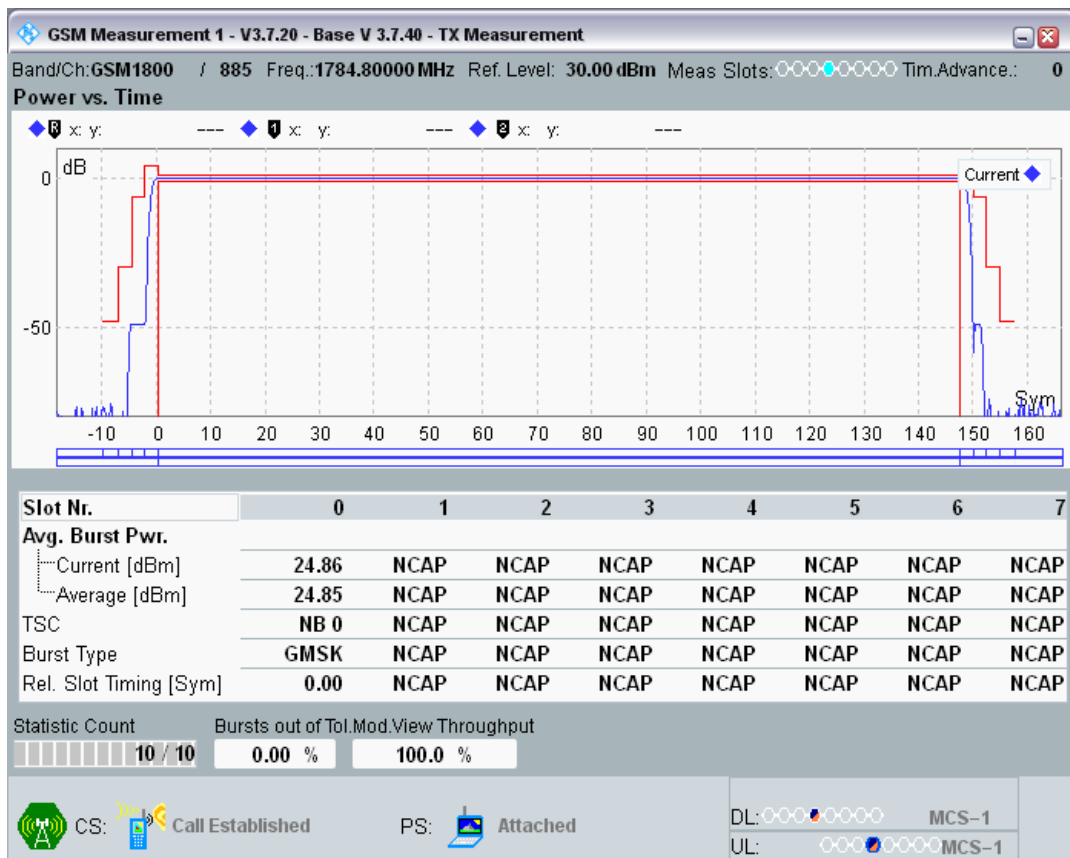 GSM Measurement 1 - V3.7.20 - Base V 3.7.40 - TX Measurement
Band/Ch:GSM1800 / 885 Freq.:1784.80000 MHz Ref. Level: 30.00 dBm Meas Slots: Tim.Advance.: 0
Power vs. Time
R x: y: --- 1 x: y: --- 2 x: y: ---
dB
0
Current
-50
Sym
-10 0 10 20 30 40 50 60 70 80 90 100 110 120 130 140 150 160
Slot Nr. 0 1 2 3 4 5 6 7
Avg. Burst Pwr.
Current [dBm] 24.86 NCAP NCAP NCAP NCAP NCAP NCAP NCAP
Average [dBm] 24.85 NCAP NCAP NCAP NCAP NCAP NCAP NCAP
TSC NB 0 NCAP NCAP NCAP NCAP NCAP NCAP NCAP
Burst Type GMSK NCAP NCAP NCAP NCAP NCAP NCAP NCAP
Rel. Slot Timing [Sym] 0.00 NCAP NCAP NCAP NCAP NCAP NCAP NCAP
Statistic Count Bursts out of Tol. Mod.View Throughput
10 / 10 0.00 % 100.0 %
CS: Call Established PS: Attached
DL: MCS-1
UL: MCS-1